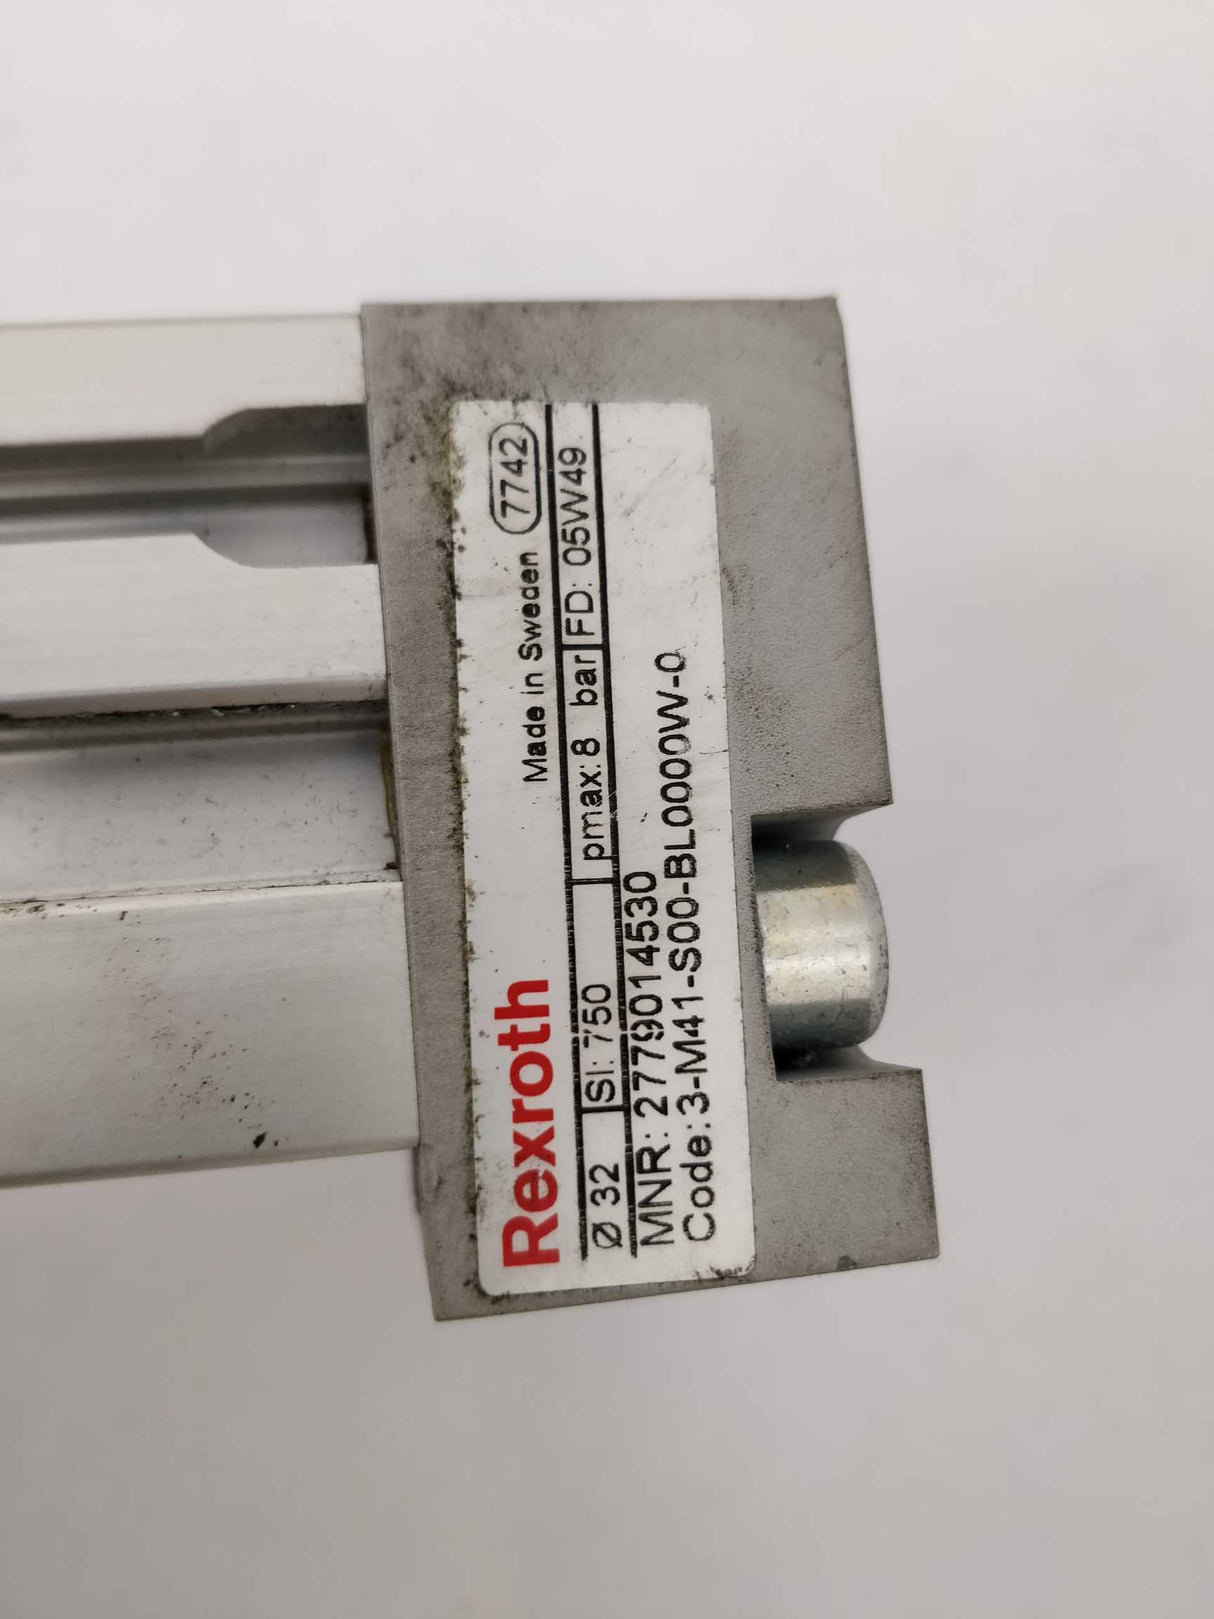 Rexroth Made in Sweden 7742
Ø 32 SI: 750 pmax: 8 bar FD: 05W49
MNR: 2779014530
Code: 3-M41-S00-BL0000W-0